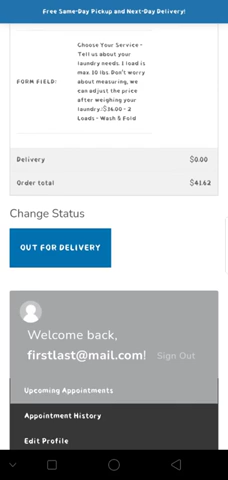 Free Same-Day Pickup and Next-Day Delivery!
Choose Your Service -
Tell us about your
laundry needs. 1 load is
max. 10 lbs. Don't worry
FORM FIELD:
about measuring, we
can adjust the price
after weighing your
laundry.:$36.00 - 2
Loads - Wash & Fold
Delivery $0.00
Order total $41.62
Change Status
OUT FOR DELIVERY
Welcome back,
firstlast@mail.com! Sign Out
Upcoming Appointments
Appointment History
Edit Profile